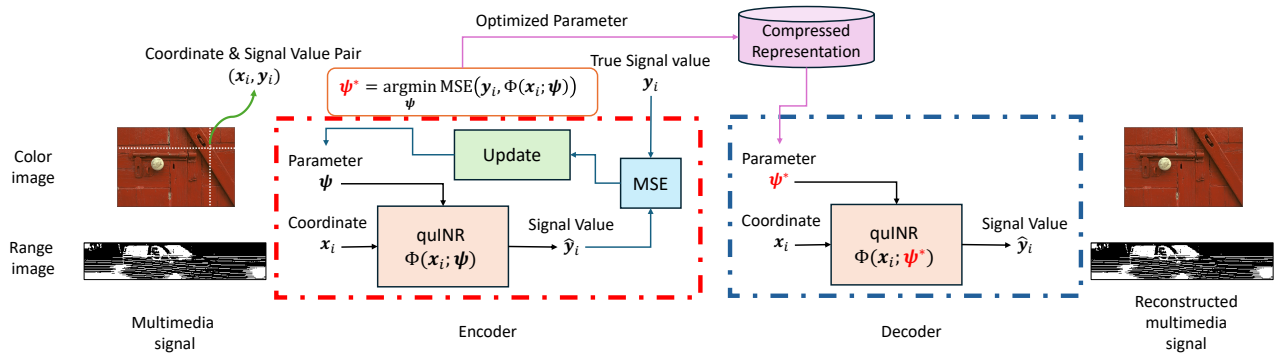 Optimized Parameter
Compressed
Representation
Coordinate & Signal Value Pair
(𝒙ᵢ, 𝒚ᵢ)
True Signal value
𝒚ᵢ
𝝍* = argmin MSE(𝒚ᵢ, Φ(𝒙ᵢ; 𝝍))
𝝍
Color
image
Range
image
Multimedia
signal
Parameter
𝝍
Update
MSE
Coordinate
𝒙ᵢ
quINR
Φ(𝒙ᵢ; 𝝍)
Signal Value
ŷᵢ
Encoder
Parameter
𝝍*
Coordinate
𝒙ᵢ
quINR
Φ(𝒙ᵢ; 𝝍*)
Signal Value
ŷᵢ
Decoder
Reconstructed
multimedia
signal